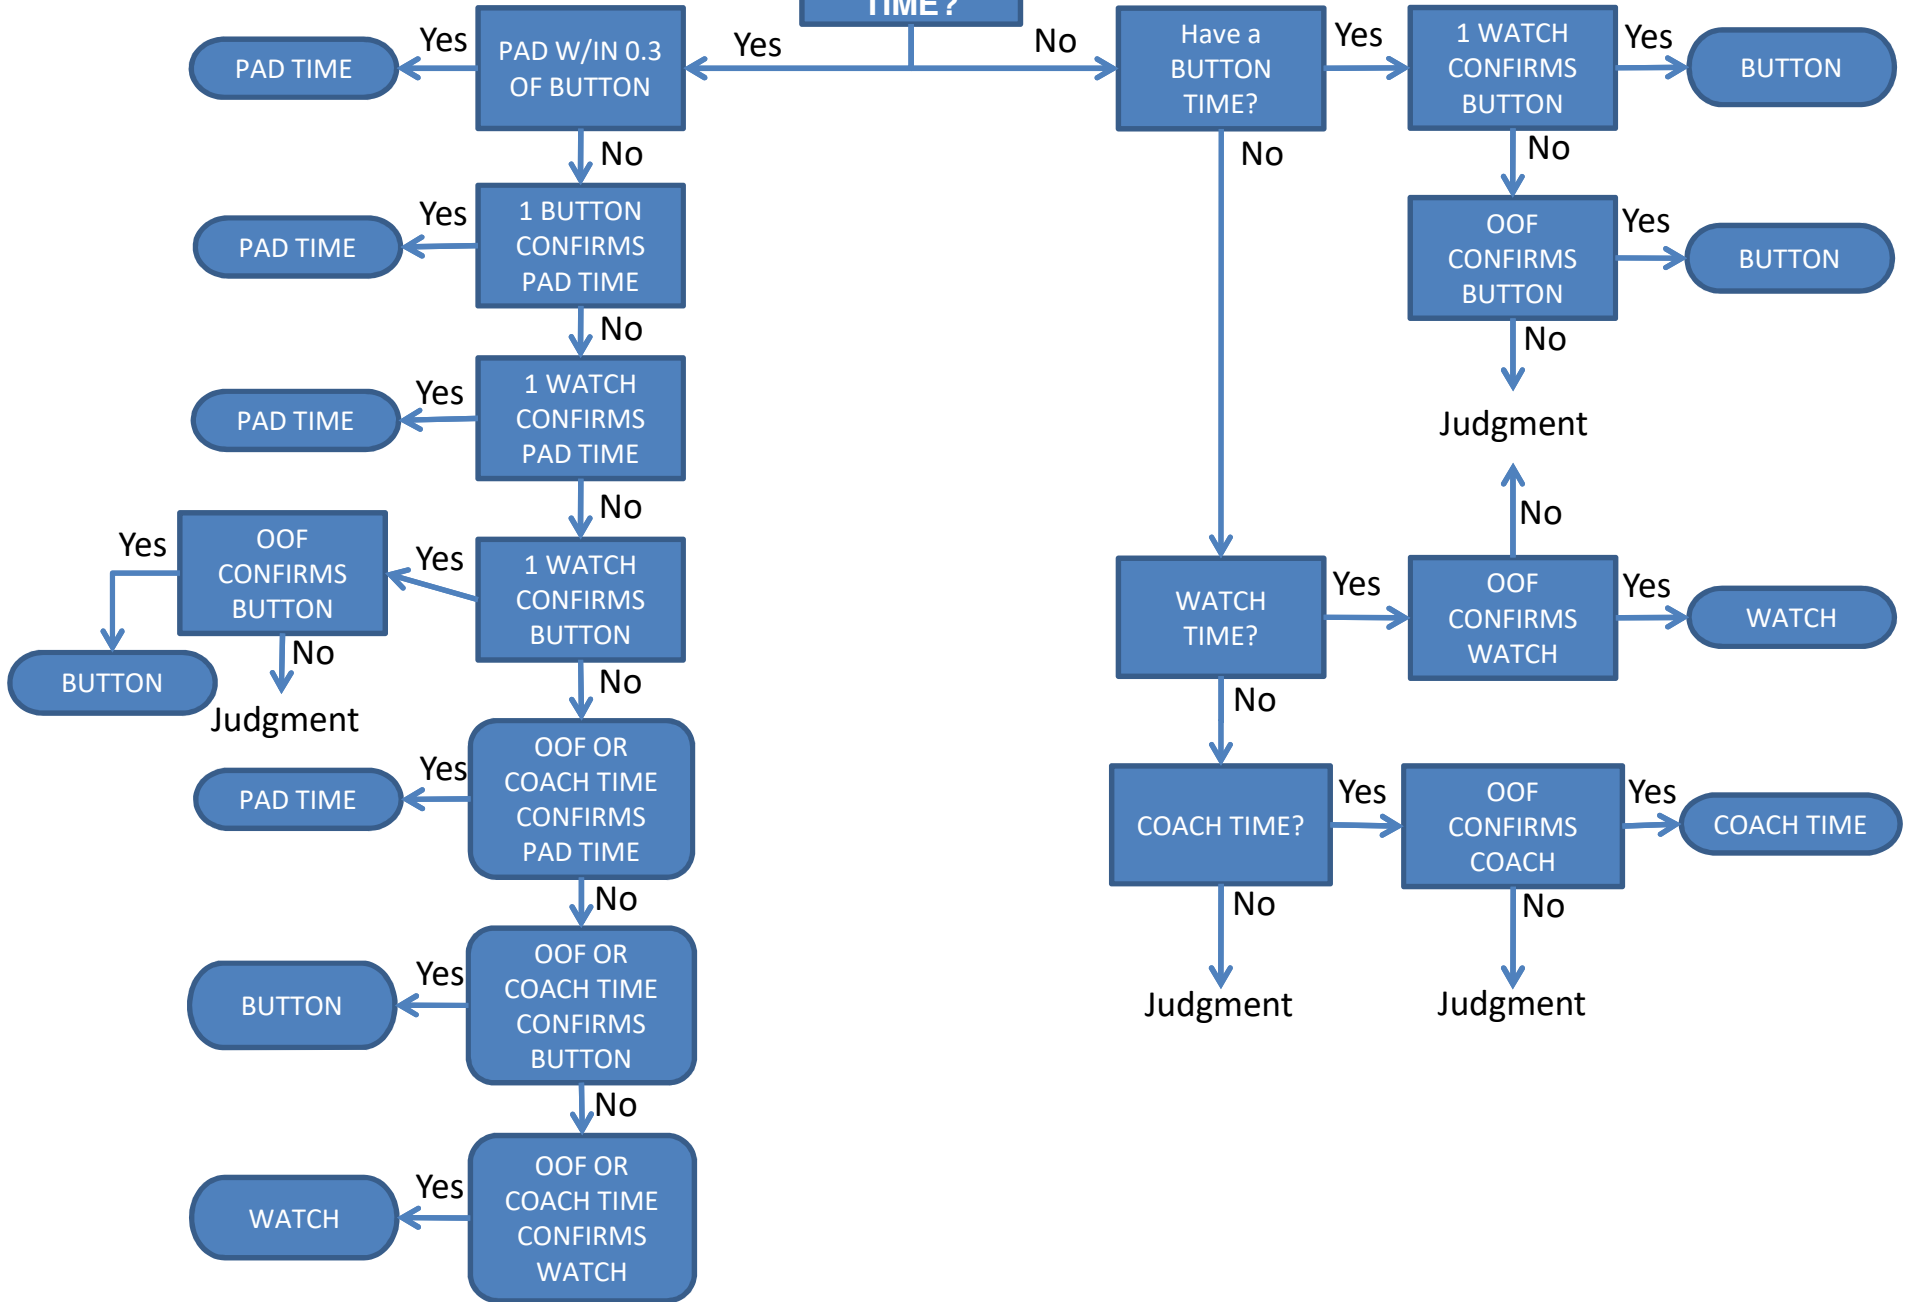 TIME?
Yes
PAD W/IN 0.3
OF BUTTON
Yes
No
Have a
BUTTON
TIME?
Yes
1 WATCH
CONFIRMS
BUTTON
Yes
BUTTON
PAD TIME
No
No
No
Yes
1 BUTTON
CONFIRMS
PAD TIME
PAD TIME
OOF
CONFIRMS
BUTTON
Yes
BUTTON
No
No
Yes
1 WATCH
CONFIRMS
PAD TIME
PAD TIME
Judgment
No
No
Yes
OOF
CONFIRMS
BUTTON
Yes
1 WATCH
CONFIRMS
BUTTON
WATCH
TIME?
Yes
OOF
CONFIRMS
WATCH
Yes
WATCH
BUTTON
No
Judgment
No
No
Yes
PAD TIME
OOF OR
COACH TIME
CONFIRMS
PAD TIME
COACH TIME?
Yes
OOF
CONFIRMS
COACH
Yes
COACH TIME
No
No
No
Yes
BUTTON
OOF OR
COACH TIME
CONFIRMS
BUTTON
Judgment
Judgment
No
Yes
WATCH
OOF OR
COACH TIME
CONFIRMS
WATCH